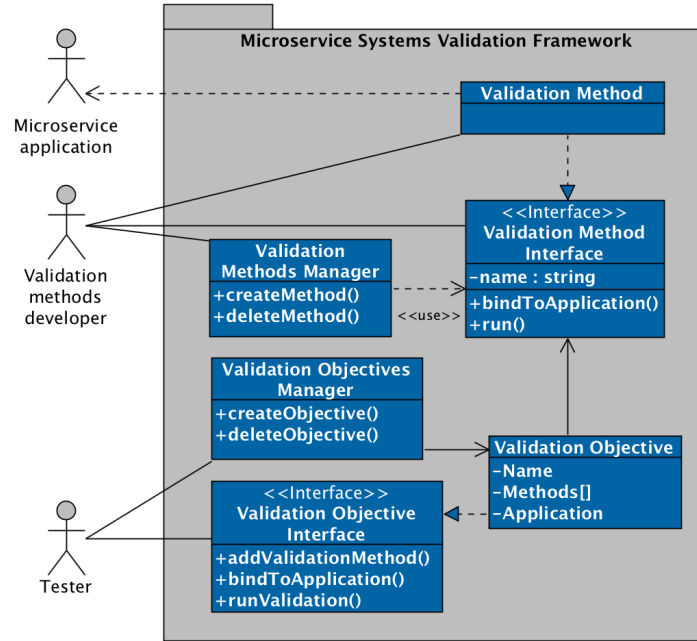 Microservice Systems Validation Framework
Microservice
application
Validation Method
Validation
methods
developer
<<Interface>>
Validation Method
Interface
-name : string
+bindToApplication()
+run()
Validation
Methods Manager
+createMethod()
+deleteMethod()
<<use>>
Validation Objectives
Manager
+createObjective()
+deleteObjective()
Validation Objective
-Name
-Methods[]
-Application
<<Interface>>
Validation Objective
Interface
+addValidationMethod()
+bindToApplication()
+runValidation()
Tester